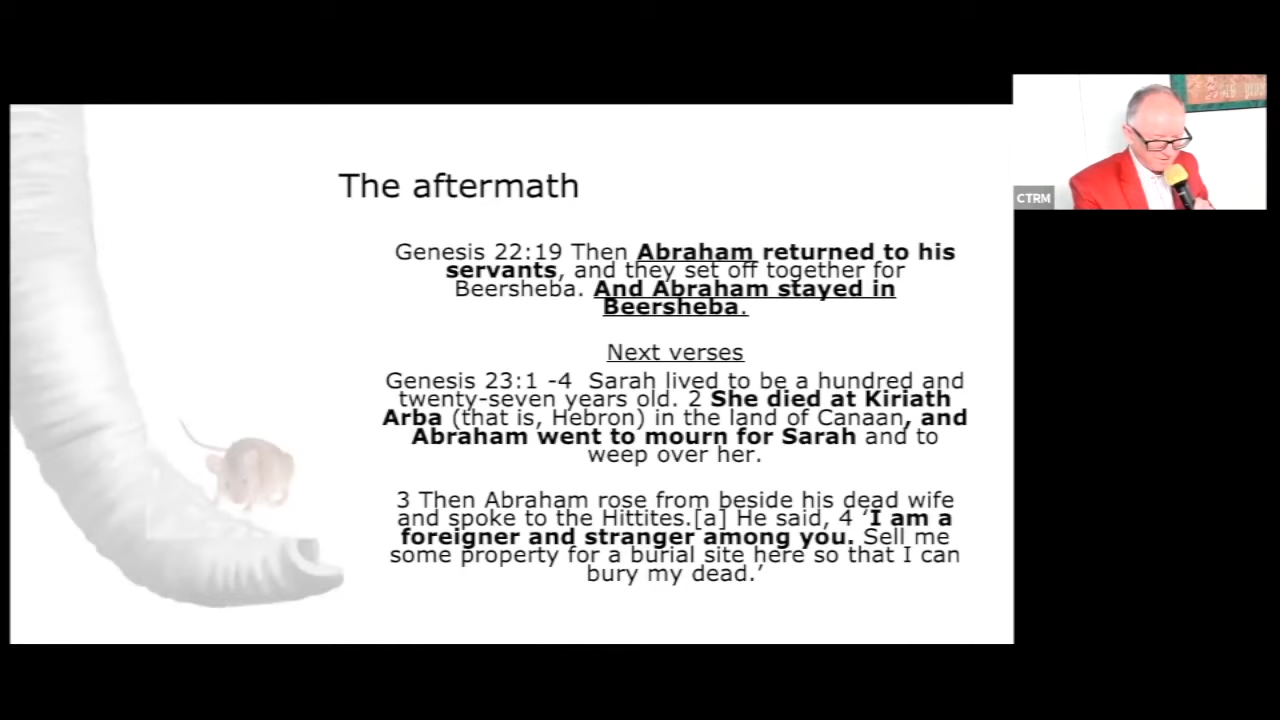 The aftermath
Genesis 22:19 Then Abraham returned to his
servants, and they set off together for
Beersheba. And Abraham stayed in
Beersheba.
Next verses
Genesis 23:1 -4  Sarah lived to be a hundred and
twenty-seven years old. 2 She died at Kiriath
Arba (that is, Hebron) in the land of Canaan, and
Abraham went to mourn for Sarah and to
weep over her.
3 Then Abraham rose from beside his dead wife
and spoke to the Hittites.[a] He said, 4 ‘I am a
foreigner and stranger among you. Sell me
some property for a burial site here so that I can
bury my dead.’
CTRM